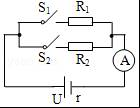 S₁ R₁
S₂ R₂
A
U r